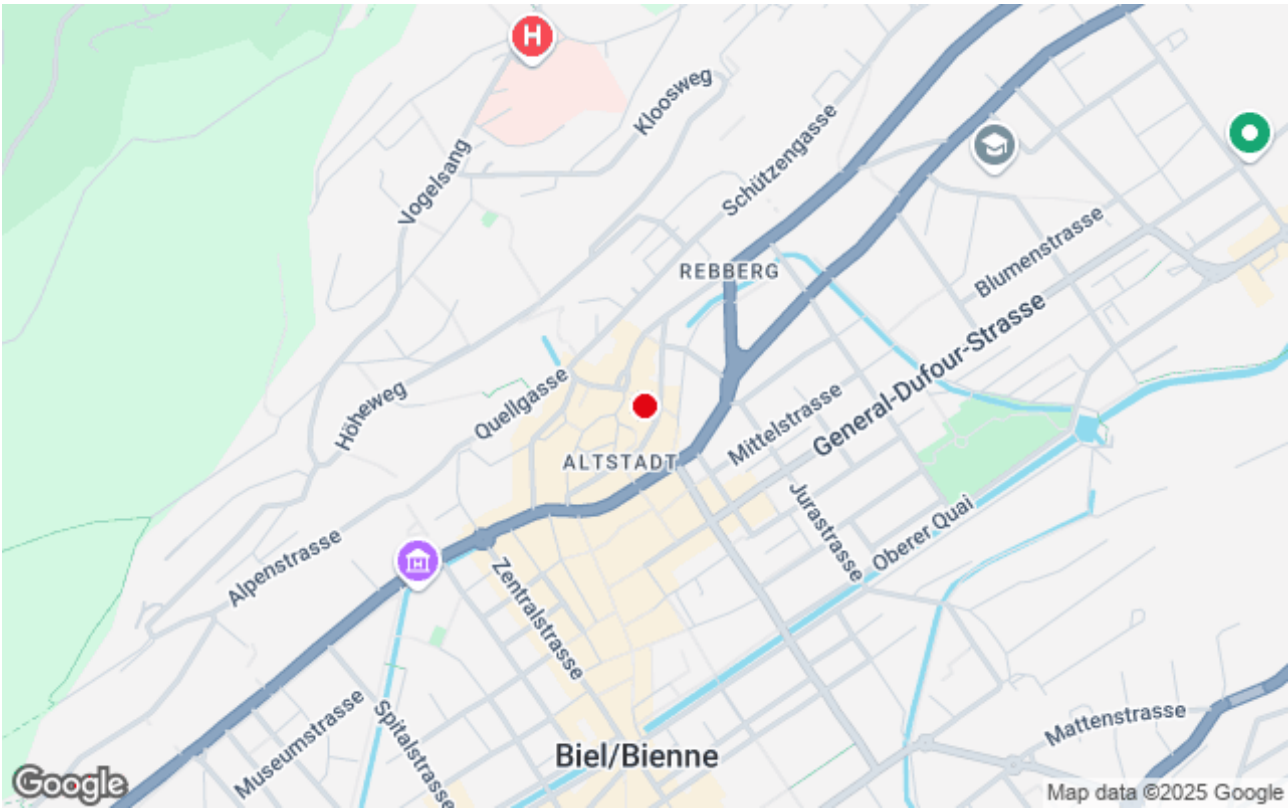 H
Kloosweg
Vogelsang
Schützengasse
REBBERG
Blumenstrasse
General-Dufour-Strasse
Höheweg
Quellgasse
Mittelstrasse
ALTSTADT
Jurastrasse
Oberer Quai
Alpenstrasse
Zentralstrasse
Museumstrasse
Spitalstrasse
Mattenstrasse
Biel/Bienne
Google
Map data ©2025 Google